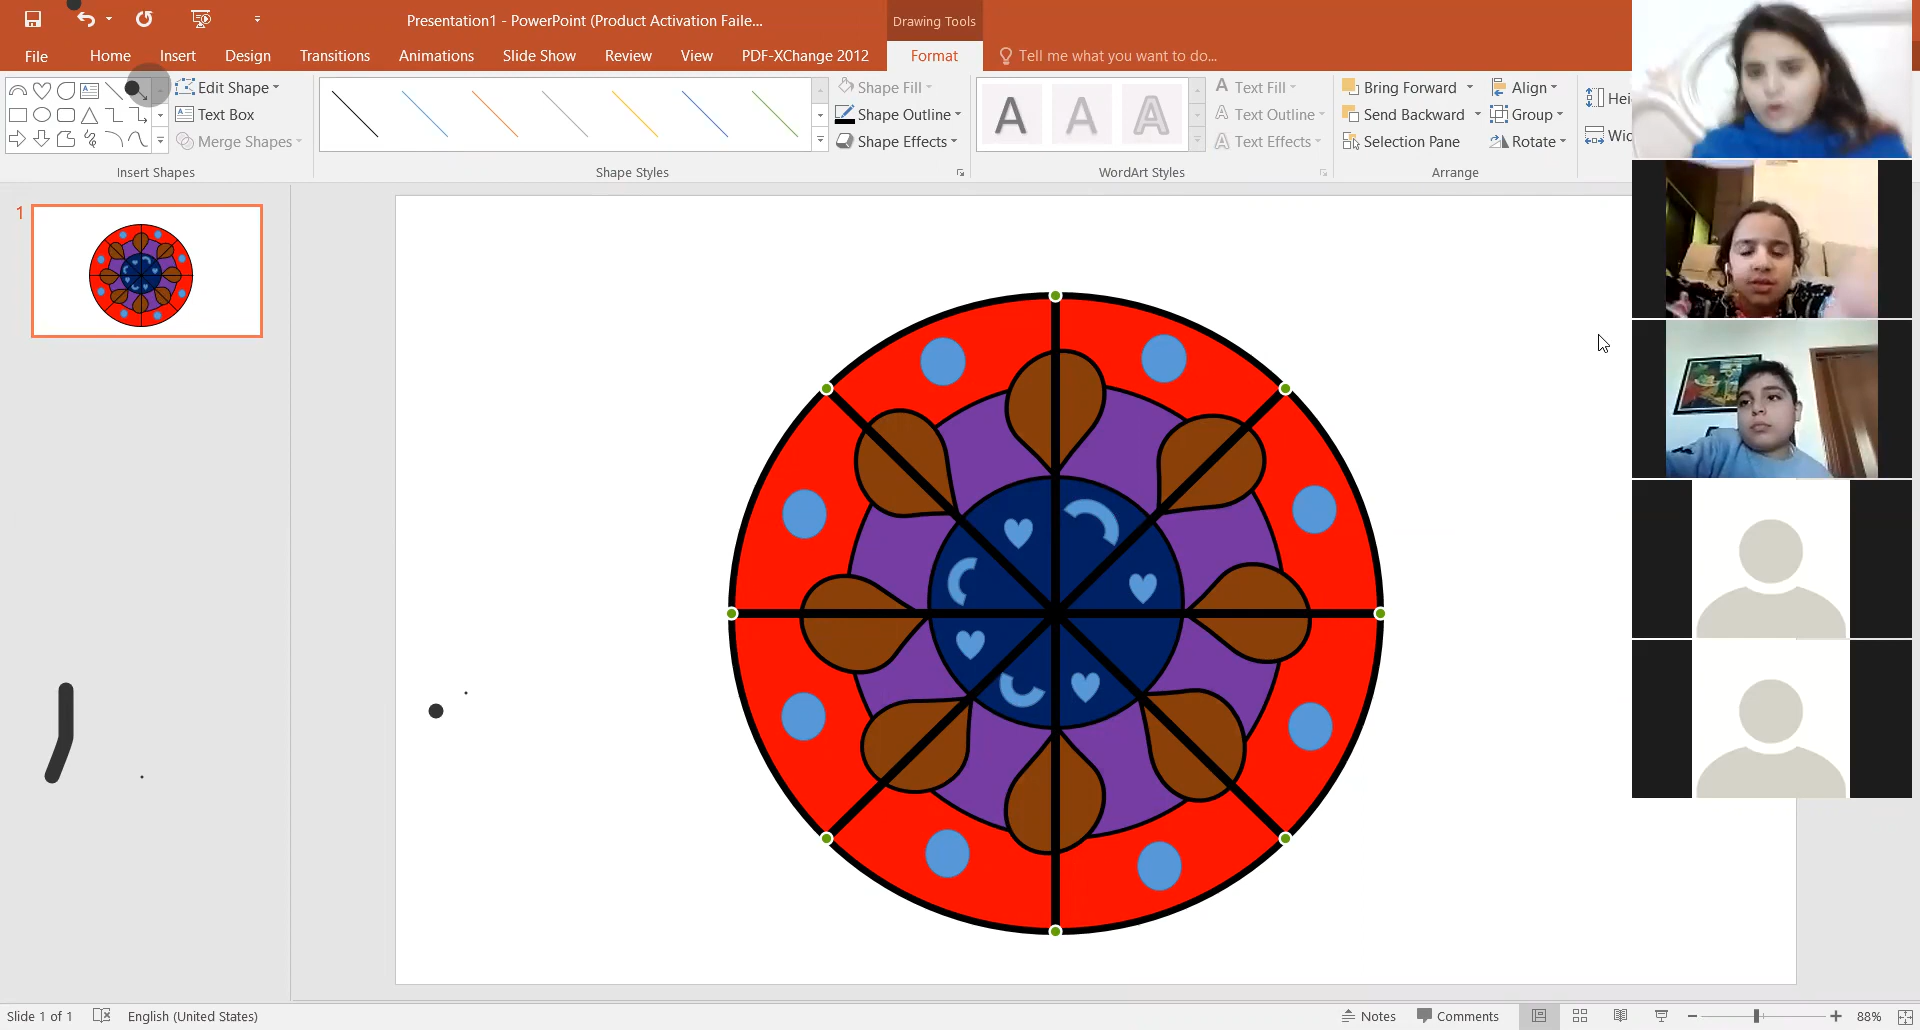 Presentation1 - PowerPoint (Product Activation Faile...
Drawing Tools
File Home Insert Design Transitions Animations Slide Show Review View PDF-XChange 2012 Format Tell me what you want to do...
Edit Shape
Text Box
Merge Shapes
Insert Shapes
Shape Fill
Shape Outline
Shape Effects
Shape Styles
A A A
Text Fill
Text Outline
Text Effects
WordArt Styles
Bring Forward
Send Backward
Selection Pane
Align
Group
Rotate
Arrange
Hei
Wid
1
Slide 1 of 1 English (United States) Notes Comments 88%